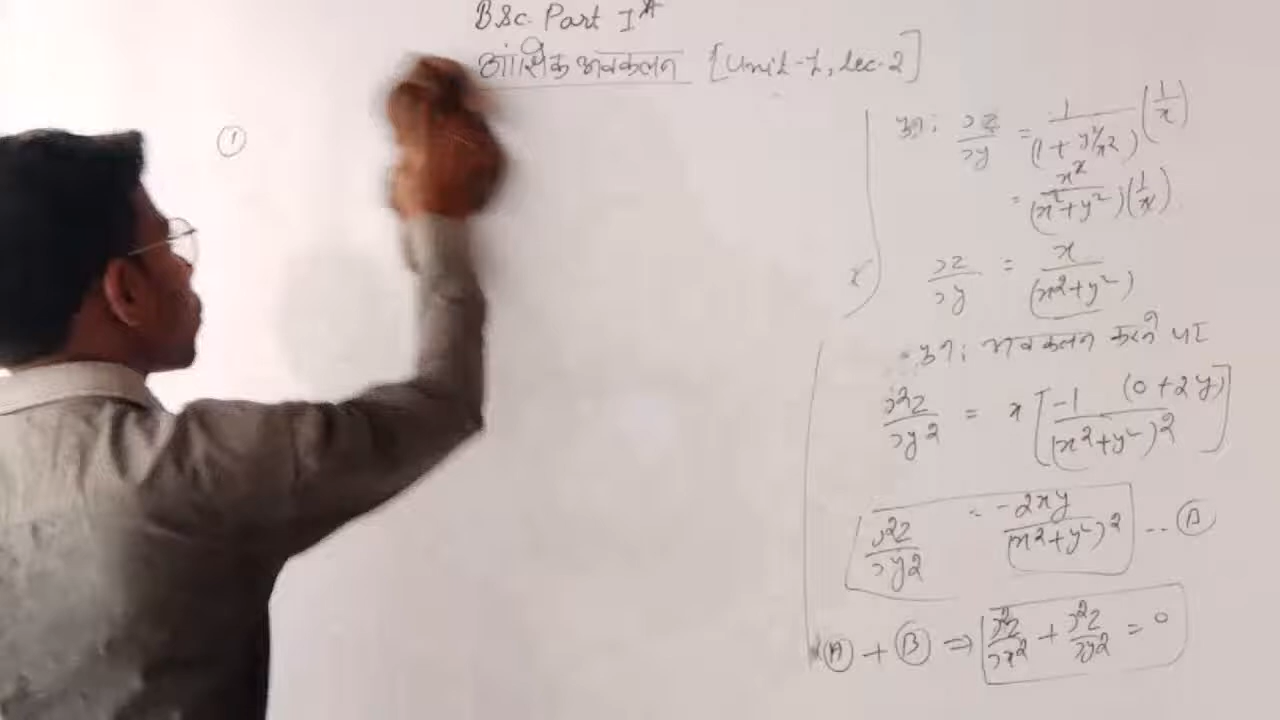 BSc. Part I
आंशिक अवकलन [Unit-1, Lec-2]
①
पुनः ∂z/∂y = 1/(1+y²/x²) (1/x)
= x²/(x²+y²) (1/x)
∂z/∂y = x/(x²+y²)
पुनः अवकलन करने पर
∂²z/∂y² = x [-1 (0+2y)/(x²+y²)²]
∂²z/∂y² = -2xy/(x²+y²)² -- Ⓑ
Ⓐ + Ⓑ ⇒ ∂²z/∂x² + ∂²z/∂y² = 0